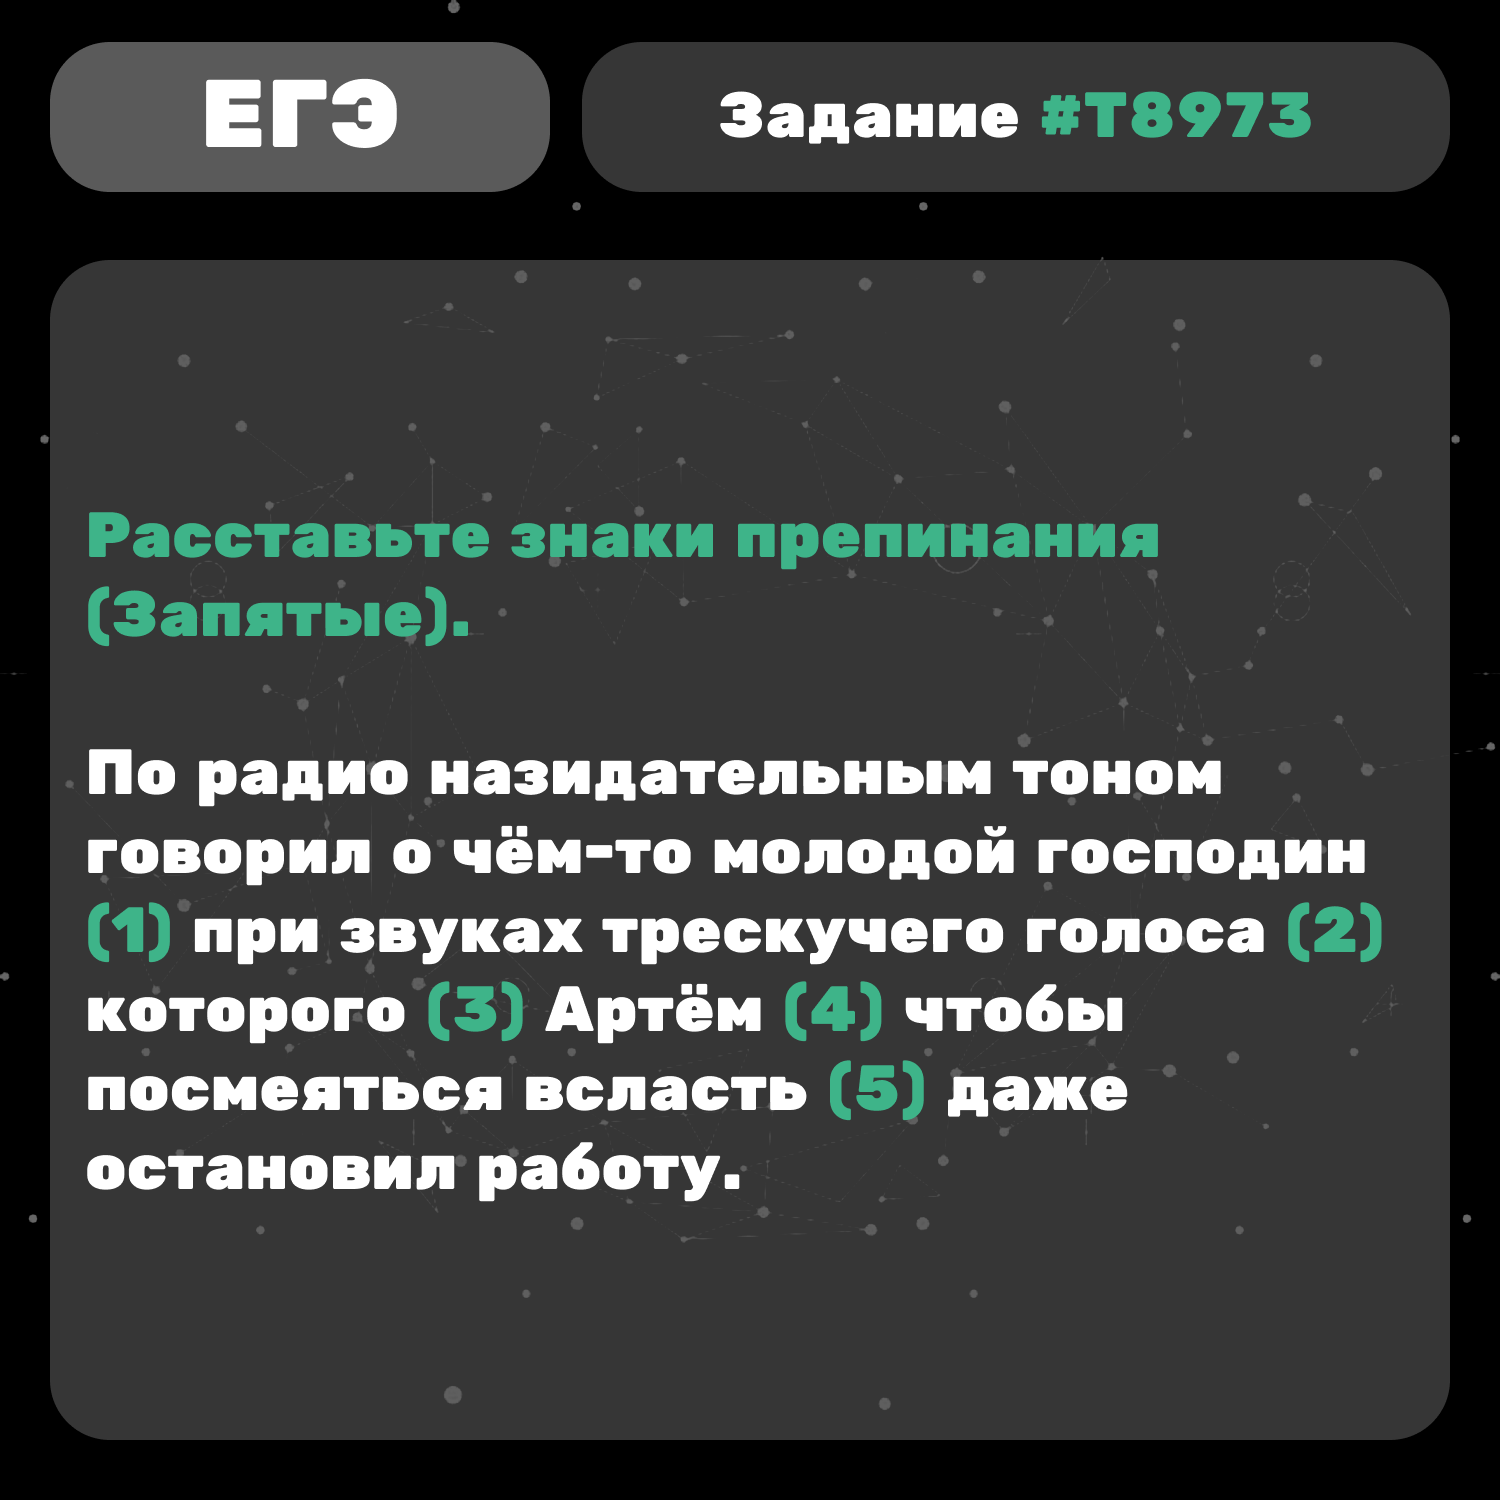 ЕГЭ
Задание #T8973
Расставьте знаки препинания
(Запятые).
По радио назидательным тоном
говорил о чём-то молодой господин
(1) при звуках трескучего голоса (2)
которого (3) Артём (4) чтобы
посмеяться всласть (5) даже
остановил работу.